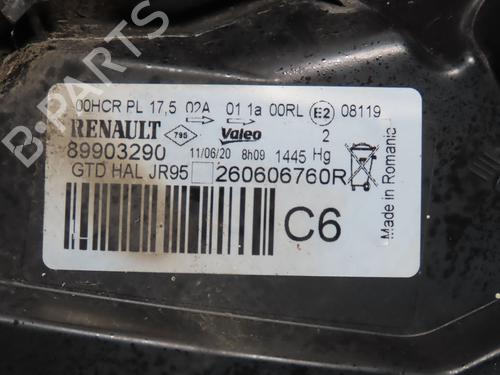 00HCR PL 17,5 02A 01 1a 00RL E2 08119
RENAULT 795 Valeo 2
89903290 11/06/20 8h09 1445 Hg
GTD HAL JR95 260606760R
C6
Made in Romania
B-PARTS